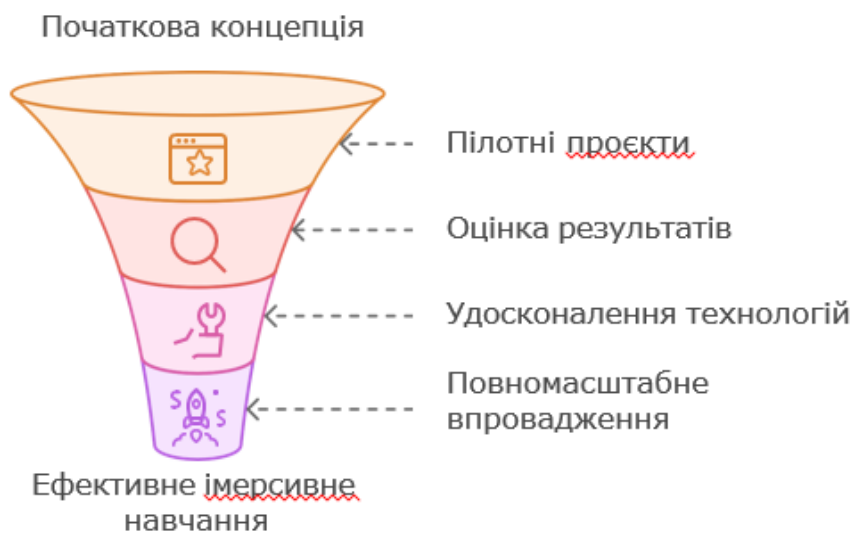 Початкова концепція
Пілотні проєкти
Оцінка результатів
Удосконалення технологій
Повномасштабне
впровадження
Ефективне імерсивне
навчання